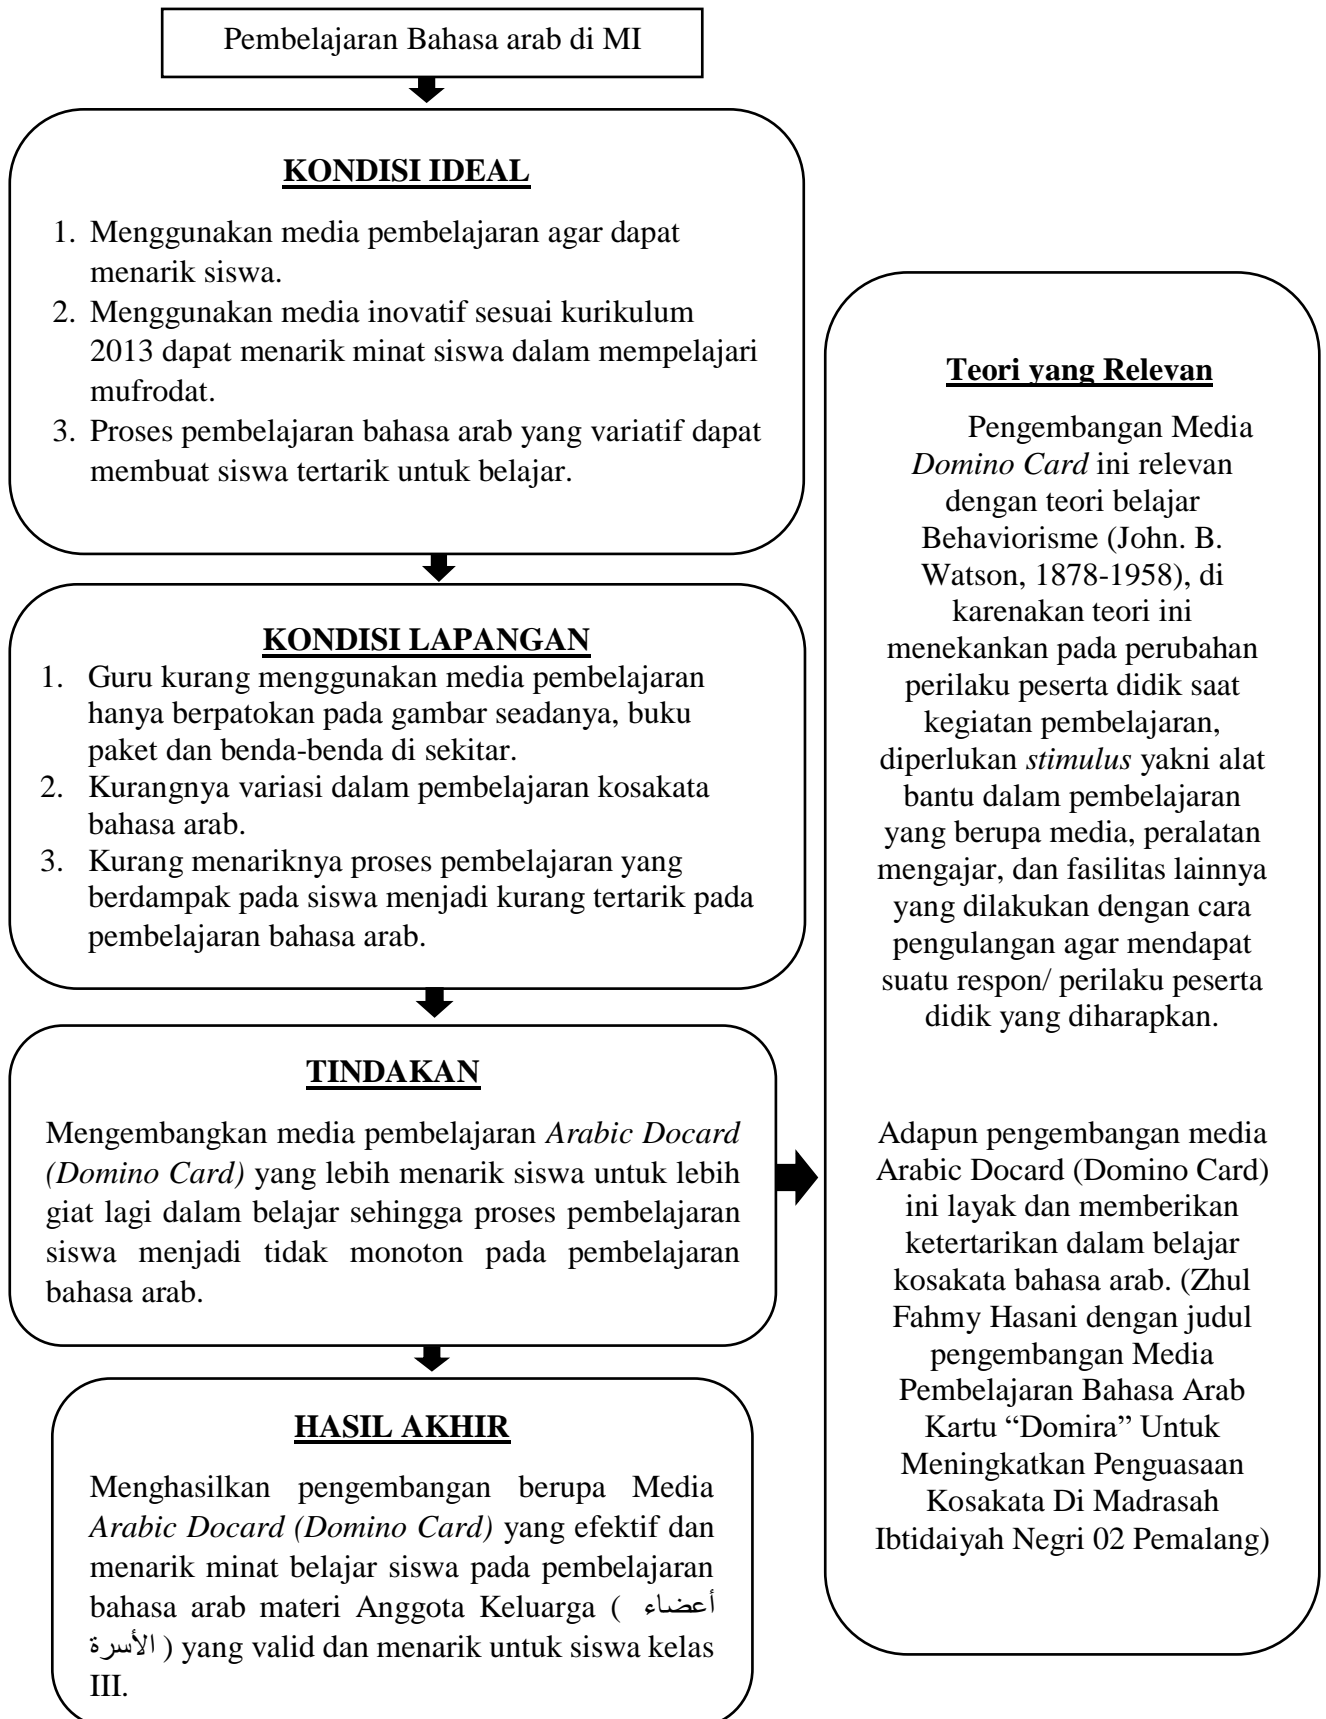 Pembelajaran Bahasa arab di MI
KONDISI IDEAL
1. Menggunakan media pembelajaran agar dapat
menarik siswa.
2. Menggunakan media inovatif sesuai kurikulum
2013 dapat menarik minat siswa dalam mempelajari
mufrodat.
3. Proses pembelajaran bahasa arab yang variatif dapat
membuat siswa tertarik untuk belajar.
KONDISI LAPANGAN
1. Guru kurang menggunakan media pembelajaran
hanya berpatokan pada gambar seadanya, buku
paket dan benda-benda di sekitar.
2. Kurangnya variasi dalam pembelajaran kosakata
bahasa arab.
3. Kurang menariknya proses pembelajaran yang
berdampak pada siswa menjadi kurang tertarik pada
pembelajaran bahasa arab.
TINDAKAN
Mengembangkan media pembelajaran Arabic Docard
(Domino Card) yang lebih menarik siswa untuk lebih
giat lagi dalam belajar sehingga proses pembelajaran
siswa menjadi tidak monoton pada pembelajaran
bahasa arab.
HASIL AKHIR
Menghasilkan pengembangan berupa Media
Arabic Docard (Domino Card) yang efektif dan
menarik minat belajar siswa pada pembelajaran
bahasa arab materi Anggota Keluarga ( أعضاء
الأسرة ) yang valid dan menarik untuk siswa kelas
III.
Teori yang Relevan
Pengembangan Media
Domino Card ini relevan
dengan teori belajar
Behaviorisme (John. B.
Watson, 1878-1958), di
karenakan teori ini
menekankan pada perubahan
perilaku peserta didik saat
kegiatan pembelajaran,
diperlukan stimulus yakni alat
bantu dalam pembelajaran
yang berupa media, peralatan
mengajar, dan fasilitas lainnya
yang dilakukan dengan cara
pengulangan agar mendapat
suatu respon/ perilaku peserta
didik yang diharapkan.
Adapun pengembangan media
Arabic Docard (Domino Card)
ini layak dan memberikan
ketertarikan dalam belajar
kosakata bahasa arab. (Zhul
Fahmy Hasani dengan judul
pengembangan Media
Pembelajaran Bahasa Arab
Kartu “Domira” Untuk
Meningkatkan Penguasaan
Kosakata Di Madrasah
Ibtidaiyah Negri 02 Pemalang)